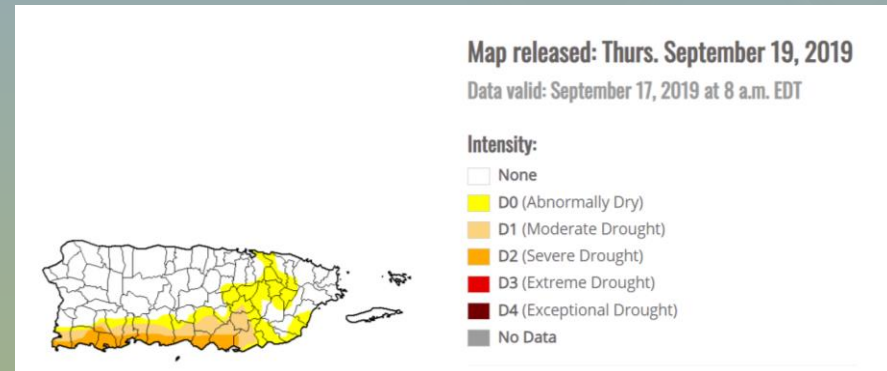 Map released: Thurs. September 19, 2019
Data valid: September 17, 2019 at 8 a.m. EDT
Intensity:
None
D0 (Abnormally Dry)
D1 (Moderate Drought)
D2 (Severe Drought)
D3 (Extreme Drought)
D4 (Exceptional Drought)
No Data